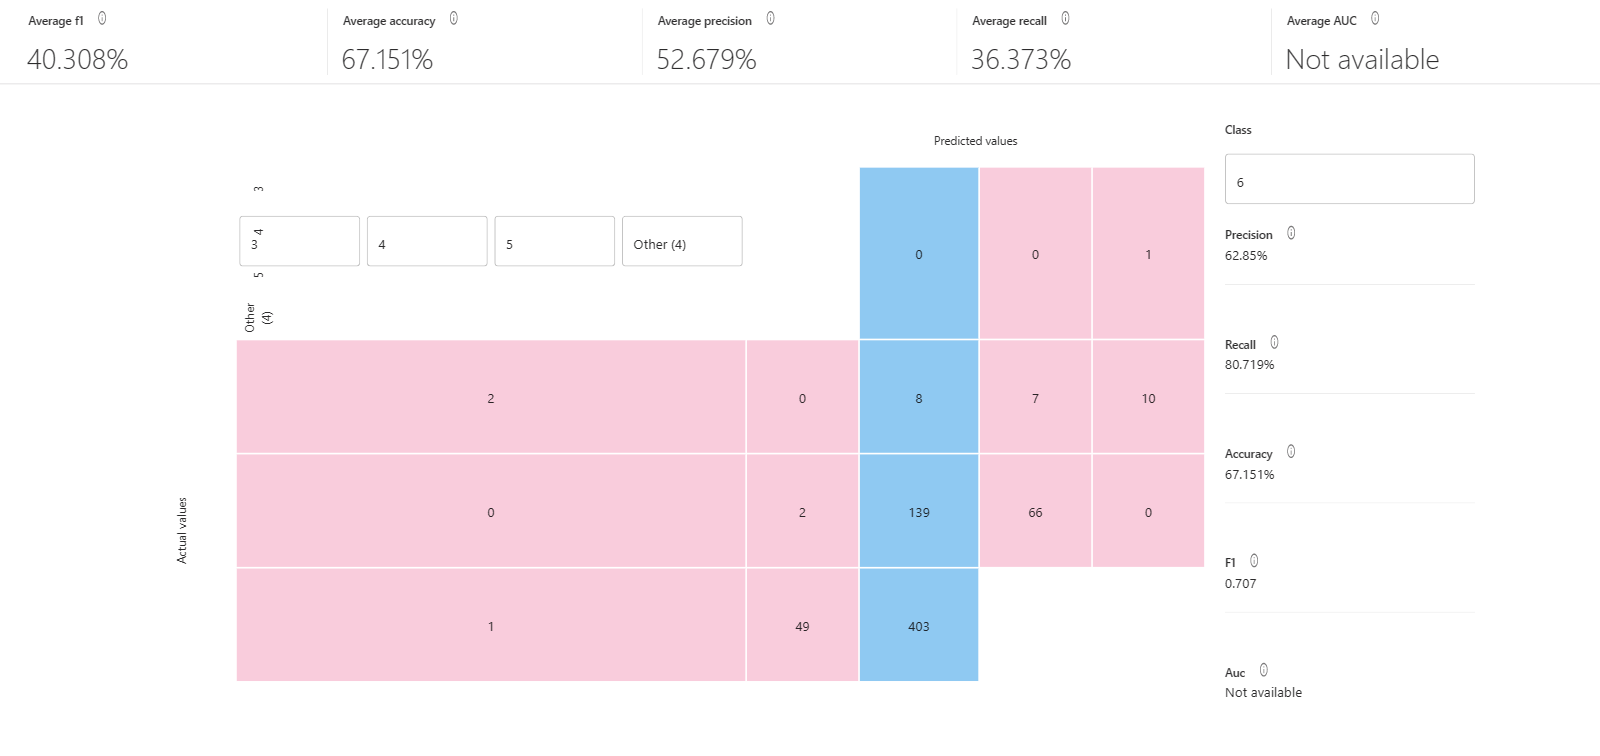 Average f1
40.308%
Average accuracy
67.151%
Average precision
52.679%
Average recall
36.373%
Average AUC
Not available
Predicted values
3
4
5
Other
(4)
3
4
5
Other (4)
0
0
1
2
0
8
7
10
0
2
139
66
0
1
49
403
Actual values
Class
6
Precision
62.85%
Recall
80.719%
Accuracy
67.151%
F1
0.707
Auc
Not available